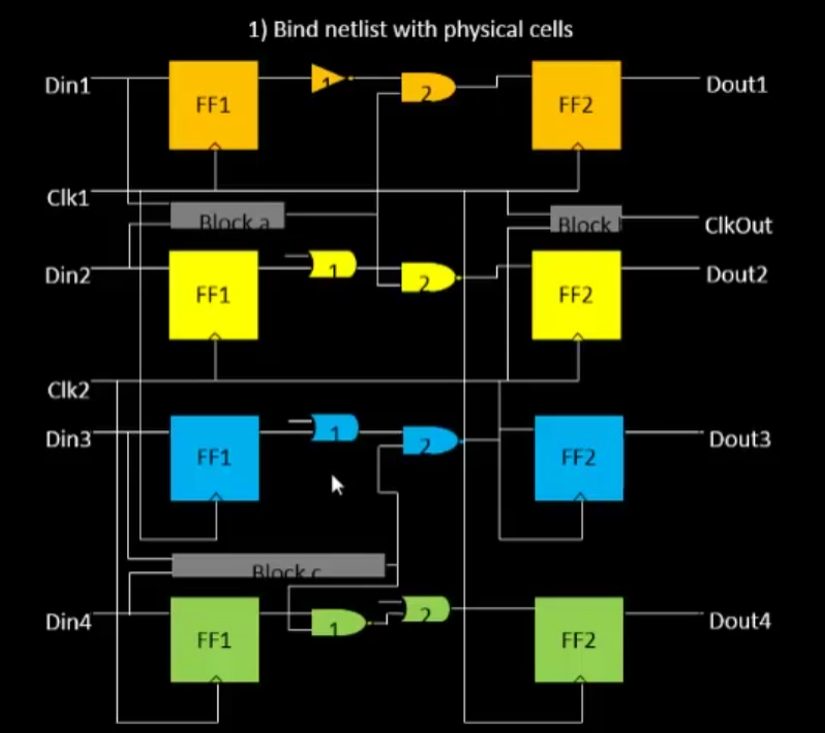 1) Bind netlist with physical cells
Din1
FF1
1
2
FF2
Dout1
Clk1
Block a
Block
ClkOut
Din2
FF1
1
2
FF2
Dout2
Clk2
Din3
FF1
1
2
FF2
Dout3
Block c
Din4
FF1
1
2
FF2
Dout4